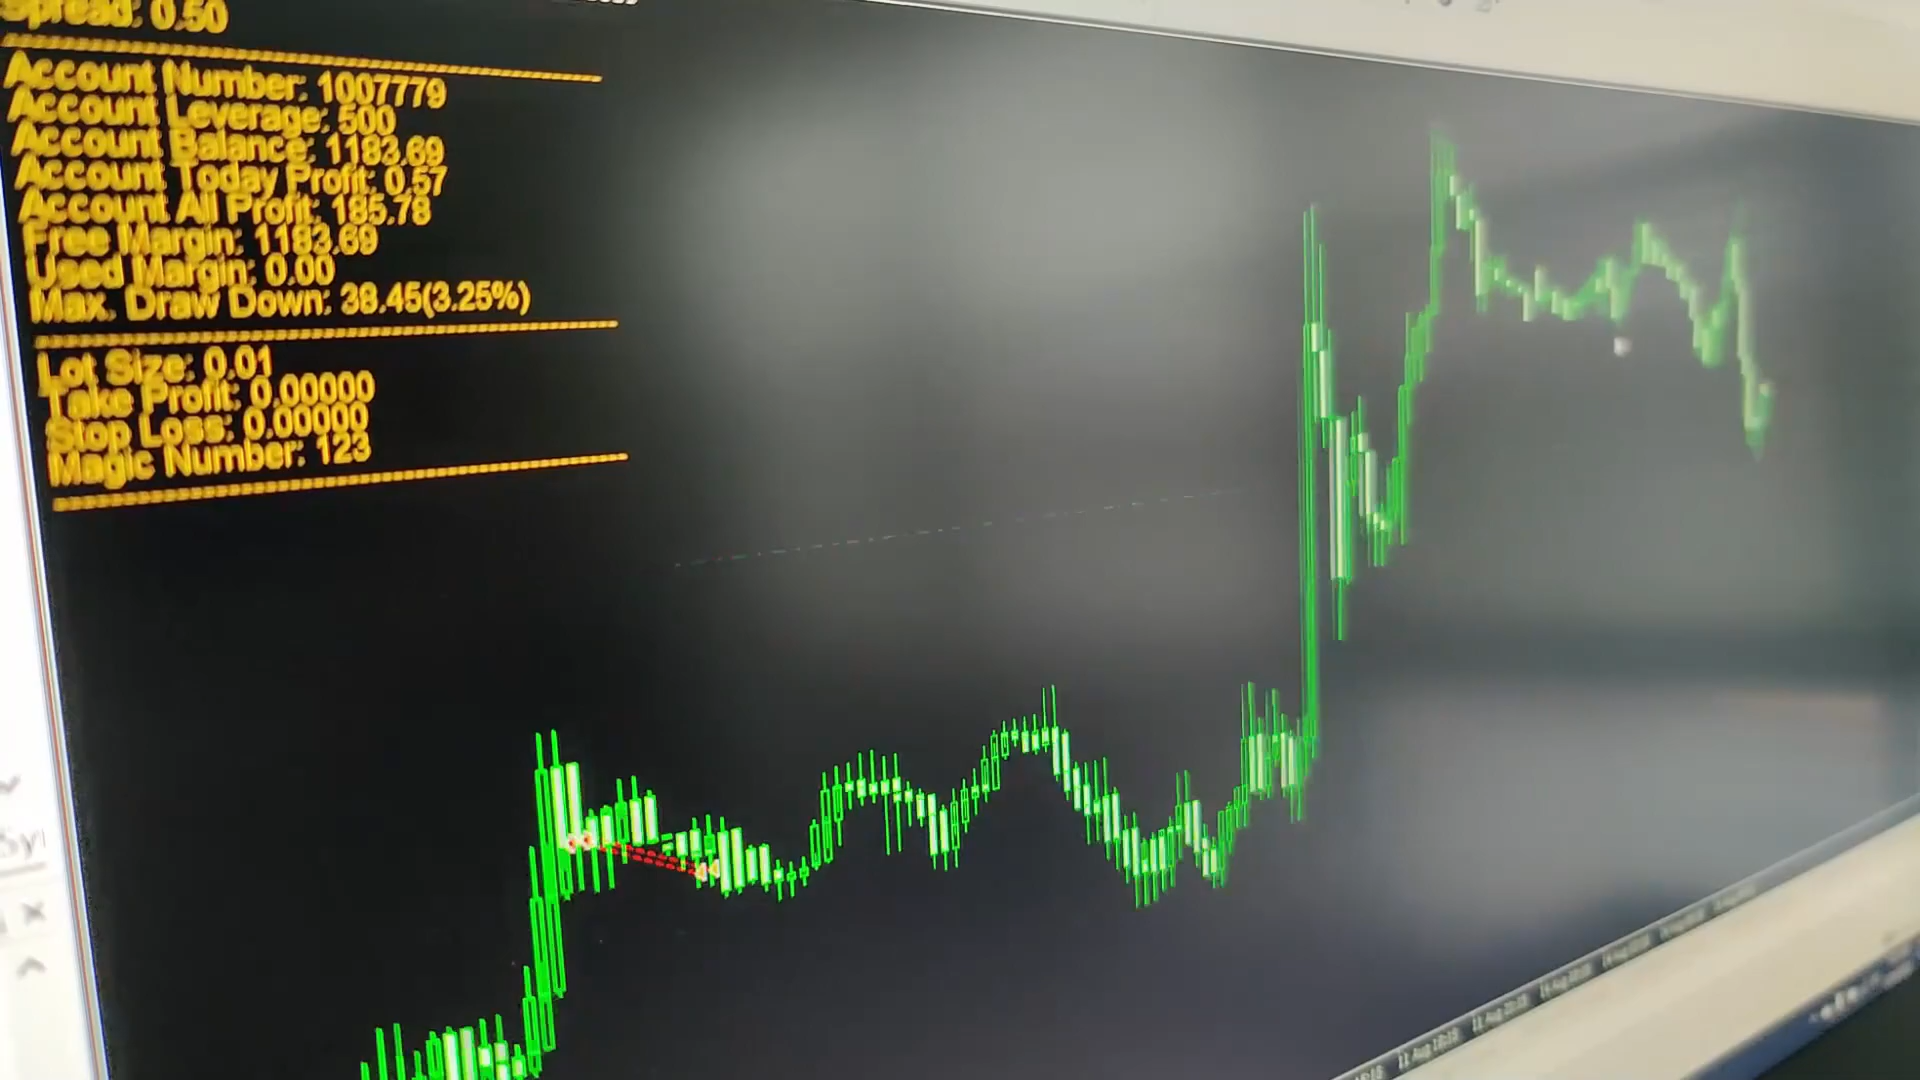 Spread: 0.50
Account Number: 1007779
Account Leverage: 500
Account Balance: 1183.69
Account Today Profit: 0.57
Account All Profit: 185.78
Free Margin: 1183.69
Used Margin: 0.00
Max. Draw Down: 38.45(3.25%)
Lot Size: 0.01
Take Profit: 0.00000
Stop Loss: 0.00000
Magic Number: 123